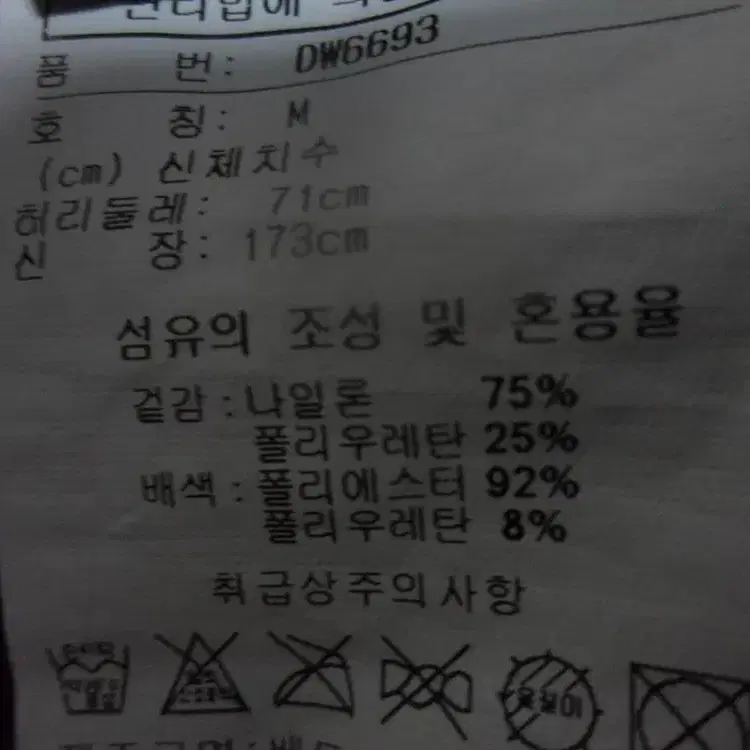 품 번: DW6693
호 칭: M
(cm) 신체치수
허리둘레: 71cm
신 장: 173cm
섬유의 조성 및 혼용율
겉감:나일론 75%
폴리우레탄 25%
배색:폴리에스터 92%
폴리우레탄 8%
취급상주의사항
옷걸이